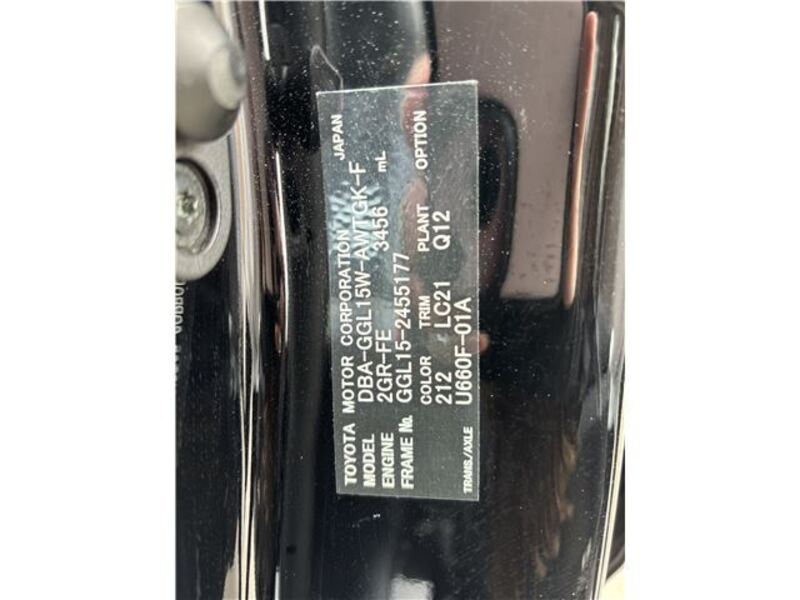 TOYOTA MOTOR CORPORATION JAPAN
MODEL DBA-GGL15W-AWTGK-F
ENGINE 2GR-FE 3456 mL
FRAME No. GGL15-2455177
COLOR TRIM PLANT OPTION
212 LC21 Q12
TRANS./AXLE U660F-01A